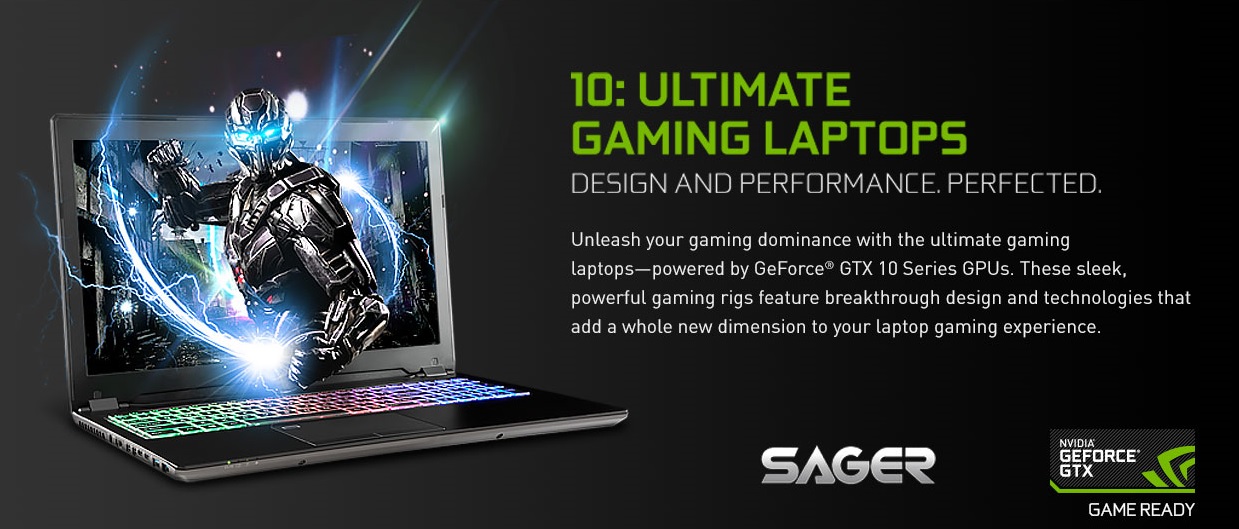 10: ULTIMATE
GAMING LAPTOPS
DESIGN AND PERFORMANCE. PERFECTED.
Unleash your gaming dominance with the ultimate gaming
laptops—powered by GeForce® GTX 10 Series GPUs. These sleek,
powerful gaming rigs feature breakthrough design and technologies that
add a whole new dimension to your laptop gaming experience.
SAGER
NVIDIA®
GEFORCE®
GTX
GAME READY